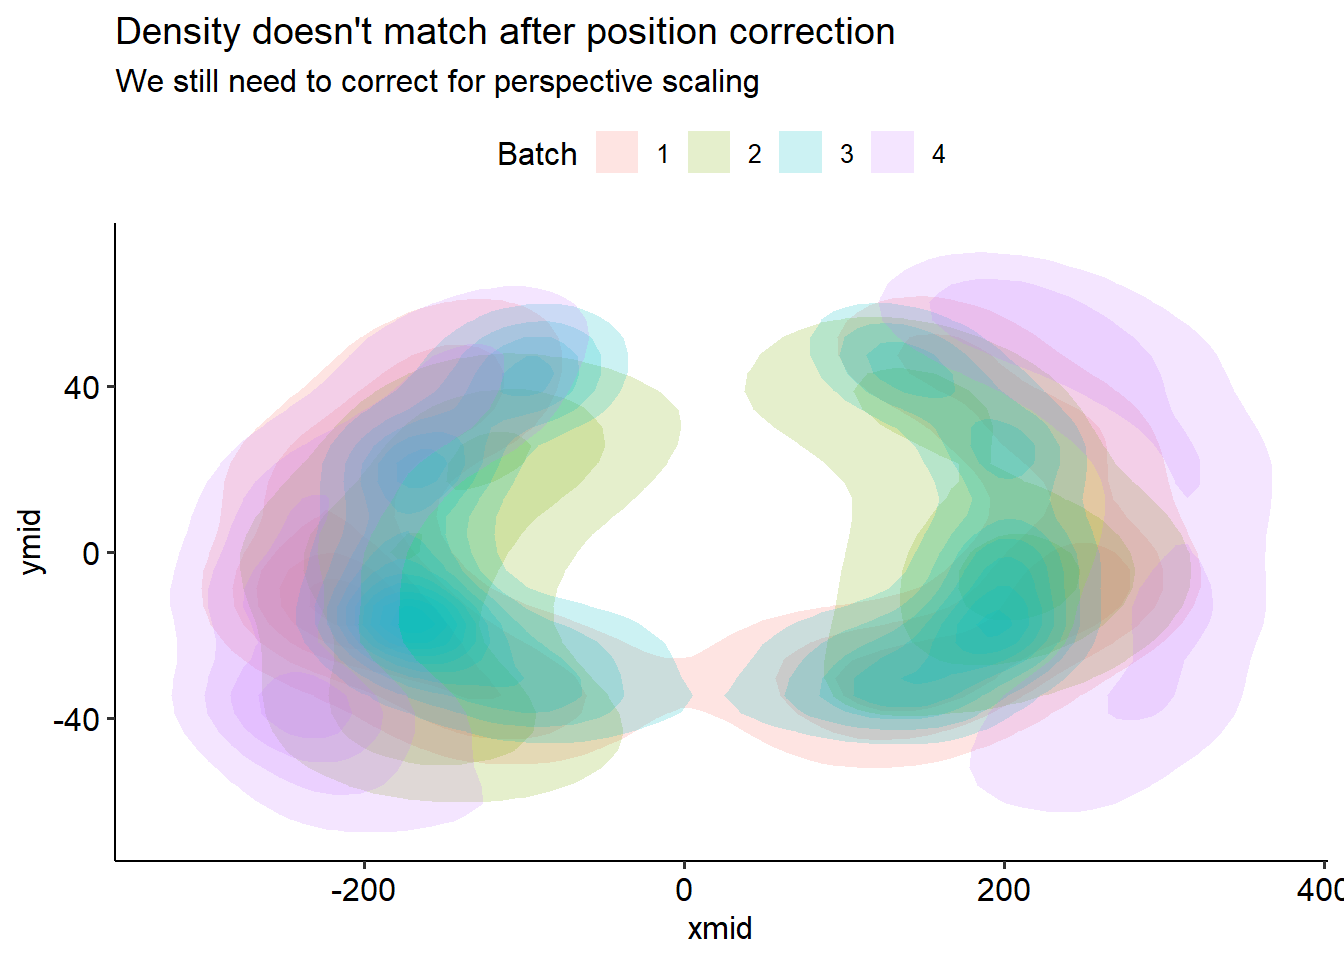 Density doesn't match after position correction
We still need to correct for perspective scaling
Batch 1 2 3 4
ymid
40
0
-40
-200 0 200 400
xmid